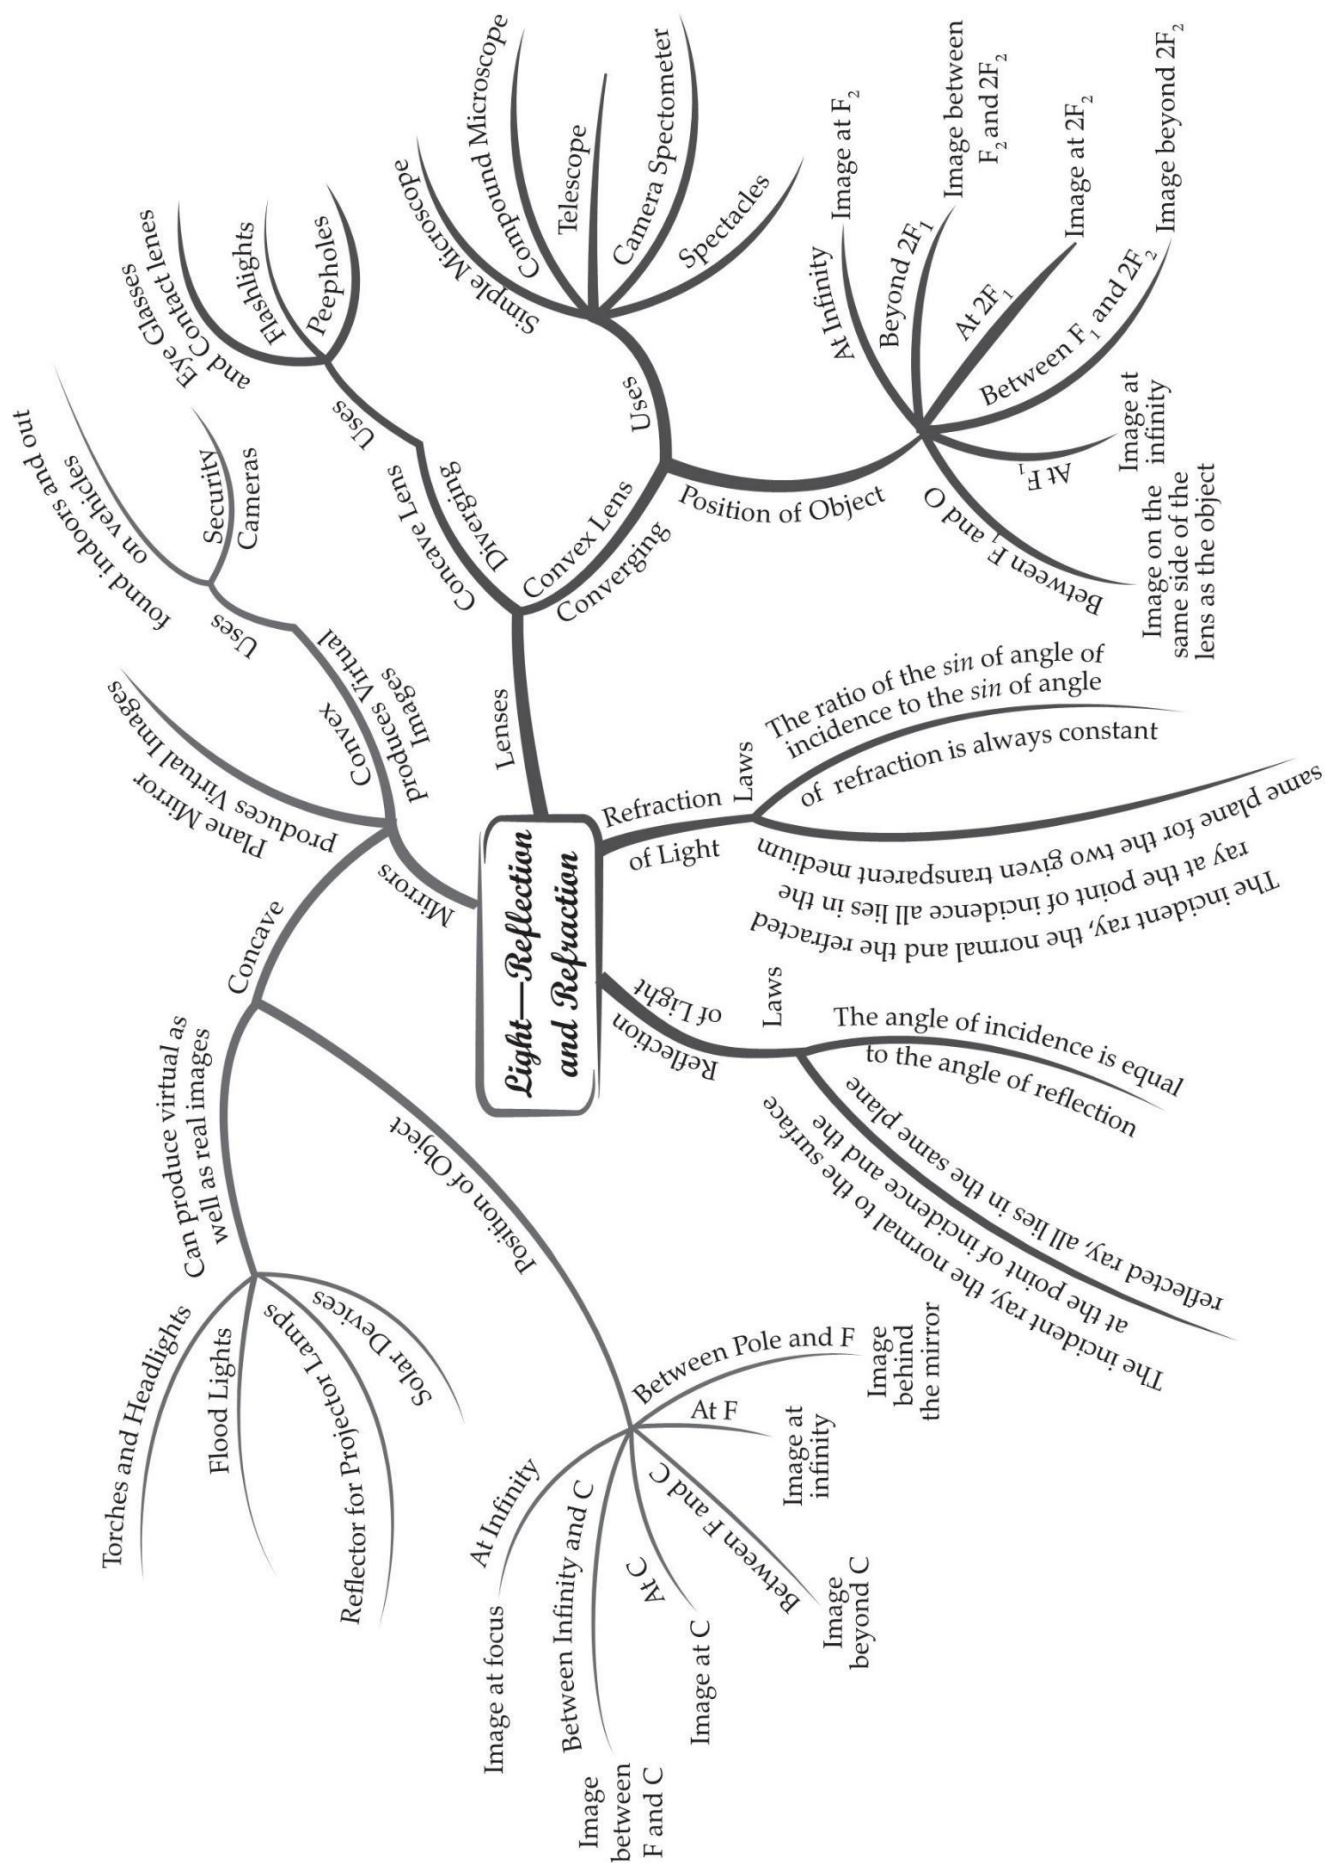 Light—Reflection
and Refraction
Mirrors
Concave
Can produce virtual as
well as real images
Torches and Headlights
Flood Lights
Reflector for Projector Lamps
Solar Devices
Position of Object
At Infinity
Image at focus
Between Infinity and C
Image
between
F and C
At C
Image at C
Between F and C
Image
beyond C
At F
Image at
infinity
Between Pole and F
Image
behind
the mirror
Plane Mirror
produces Virtual Images
Convex
produces Virtual
Images
Uses
found indoors and out
on vehicles
Security
Cameras
Lenses
Concave Lens
Diverging
Uses
Eye Glasses
and Contact lenes
Flashlights
Peepholes
Convex Lens
Converging
Uses
Simple Microscope
Compound Microscope
Telescope
Camera Spectometer
Spectacles
Position of Object
At Infinity
Image at F₂
Beyond 2F₁
Image between
F₂ and 2F₂
At 2F₁
Image at 2F₂
Between F₁ and 2F₂
Image beyond 2F₂
At F₁
Image at
infinity
Between F₁ and O
Image on the
same side of the
lens as the object
Refraction
of Light
Laws
The ratio of the sin of angle of
incidence to the sin of angle
of refraction is always constant
The incident ray, the normal and the refracted
ray at the point of incidence all lies in the
same plane for the two given transparent medium
Reflection
of Light
Laws
The angle of incidence is equal
to the angle of reflection
The incident ray, the normal to the surface
at the point of incidence and the
reflected ray, all lies in the same plane